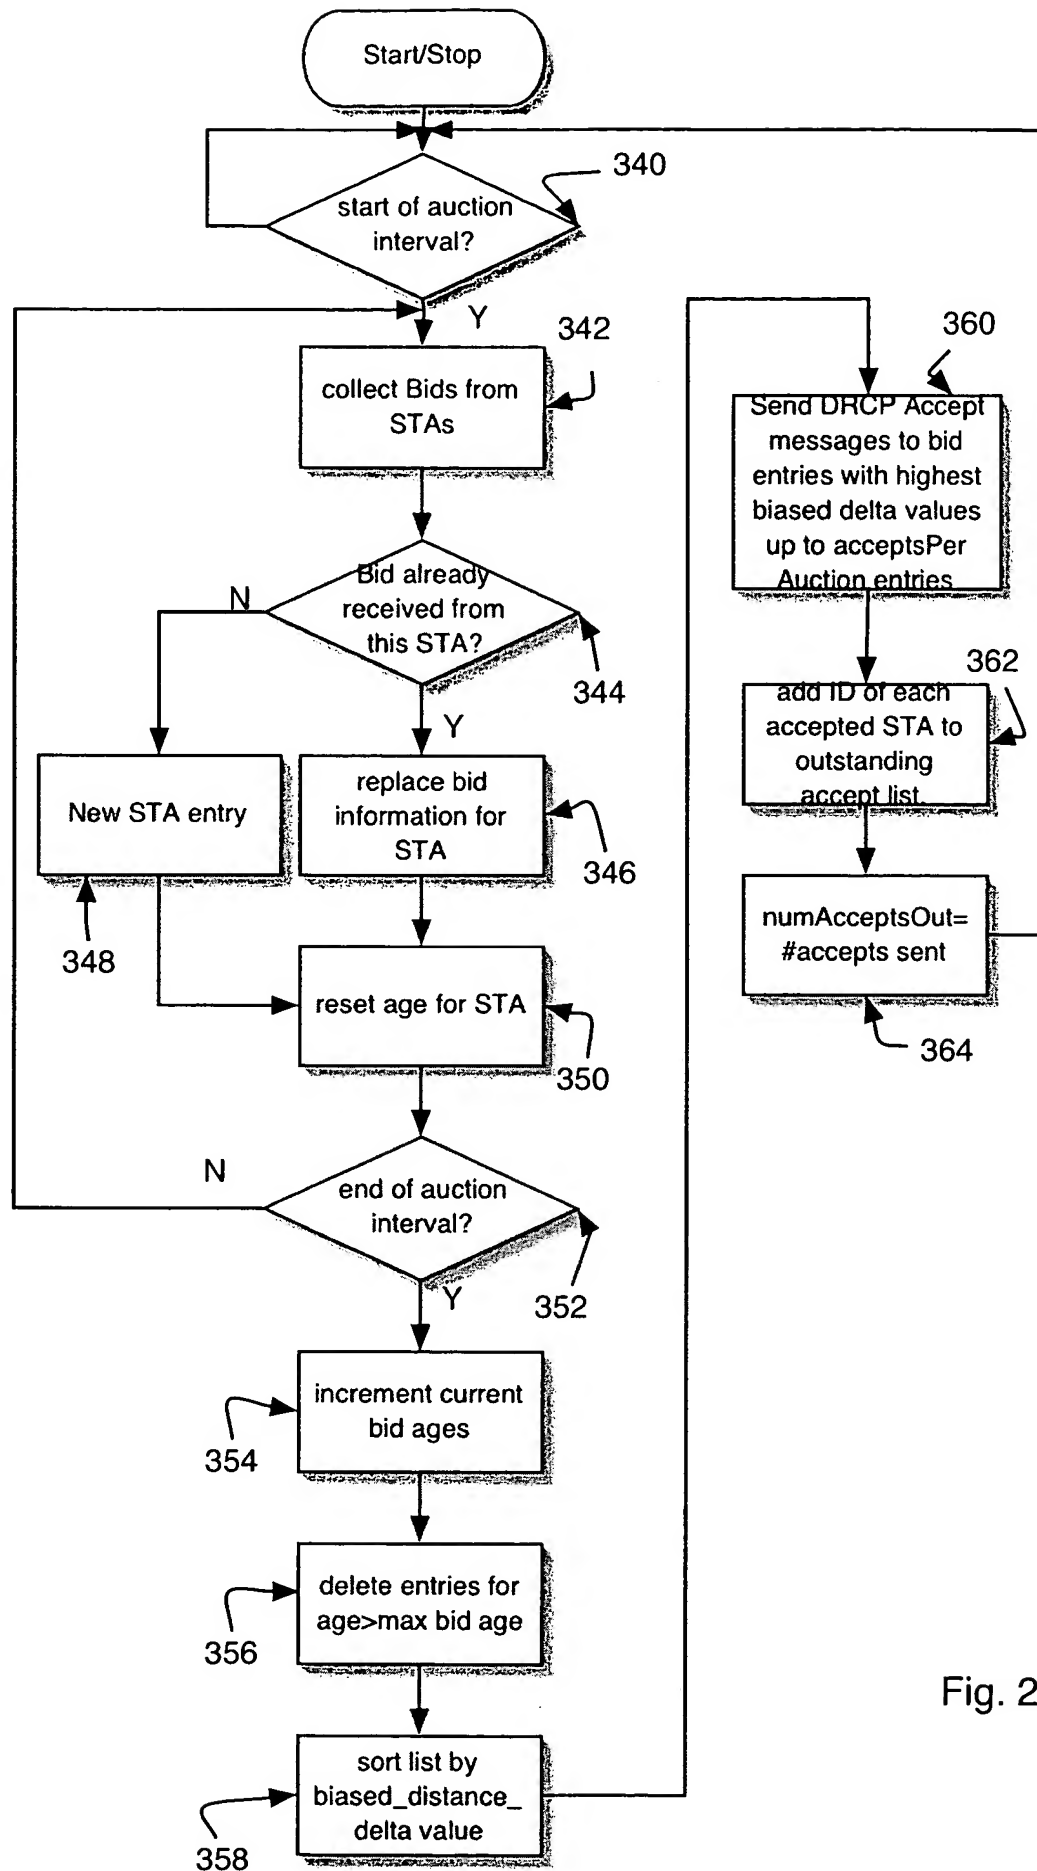 Start/Stop
340
start of auction
interval?
Y
342
collect Bids from
STAs
N
Bid already
received from
this STA?
344
Y
New STA entry
348
replace bid
information for
STA
346
reset age for STA
350
N
end of auction
interval?
352
Y
increment current
bid ages
354
delete entries for
age>max bid age
356
sort list by
biased_distance_
delta value
358
360
Send DRCP Accept
messages to bid
entries with highest
biased delta values
up to acceptsPer
Auction entries
362
add ID of each
accepted STA to
outstanding
accept list.
numAcceptsOut=
#accepts sent
364
Fig. 2